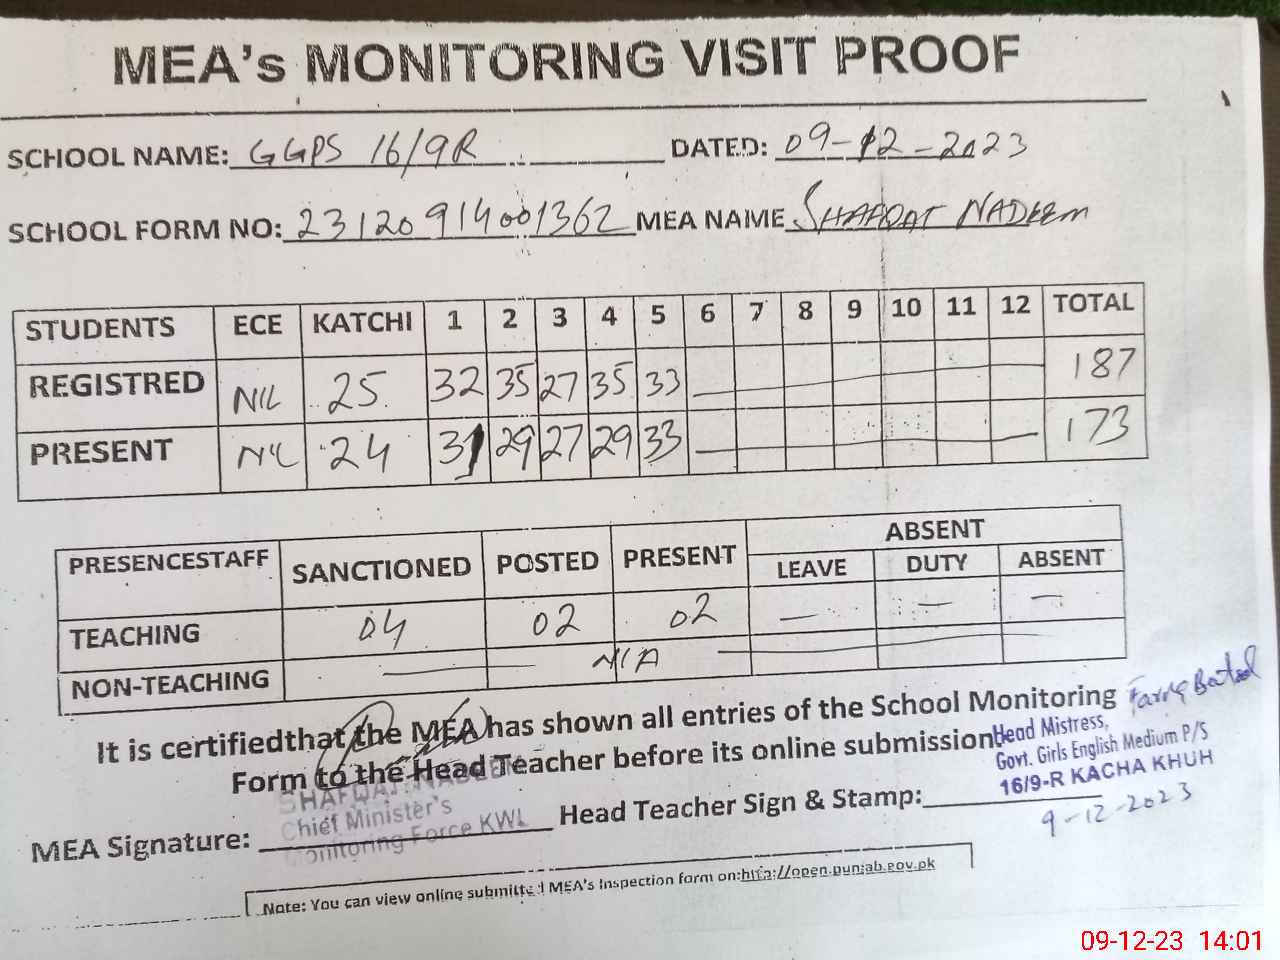 MEA's MONITORING VISIT PROOF
SCHOOL NAME: GGPS 16/9R DATED: 09-12-2023
SCHOOL FORM NO: 231209914001362 MEA NAME SHAFQAT NADEEM
STUDENTS ECE KATCHI 1 2 3 4 5 6 7 8 9 10 11 12 TOTAL
REGISTRED NIL 25 32 35 27 35 33 187
PRESENT NIL 24 31 29 27 29 33 173
PRESENCESTAFF SANCTIONED POSTED PRESENT ABSENT
LEAVE DUTY ABSENT
TEACHING 04 02 02 — — —
NON-TEACHING N/A
It is certifiedthat the MEA has shown all entries of the School Monitoring
Form to the Head Teacher before its online submission.
Head Mistress,
Govt. Girls English Medium P/S
16/9-R KACHA KHUH
9-12-2023
SHAFQAT NADEEM
Chief Minister's
Monitoring Force KWL
MEA Signature: Head Teacher Sign & Stamp:
Note: You can view online submitted MEA's Inspection form on:http://open.punjab.gov.pk
09-12-23 14:01